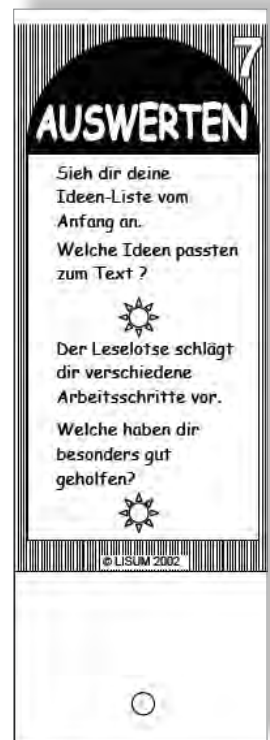 7
AUSWERTEN
Sieh dir deine
Ideen-Liste vom
Anfang an.
Welche Ideen passten
zum Text ?
Der Leselotse schlägt
dir verschiedene
Arbeitsschritte vor.
Welche haben dir
besonders gut
geholfen?
© LISUM 2002